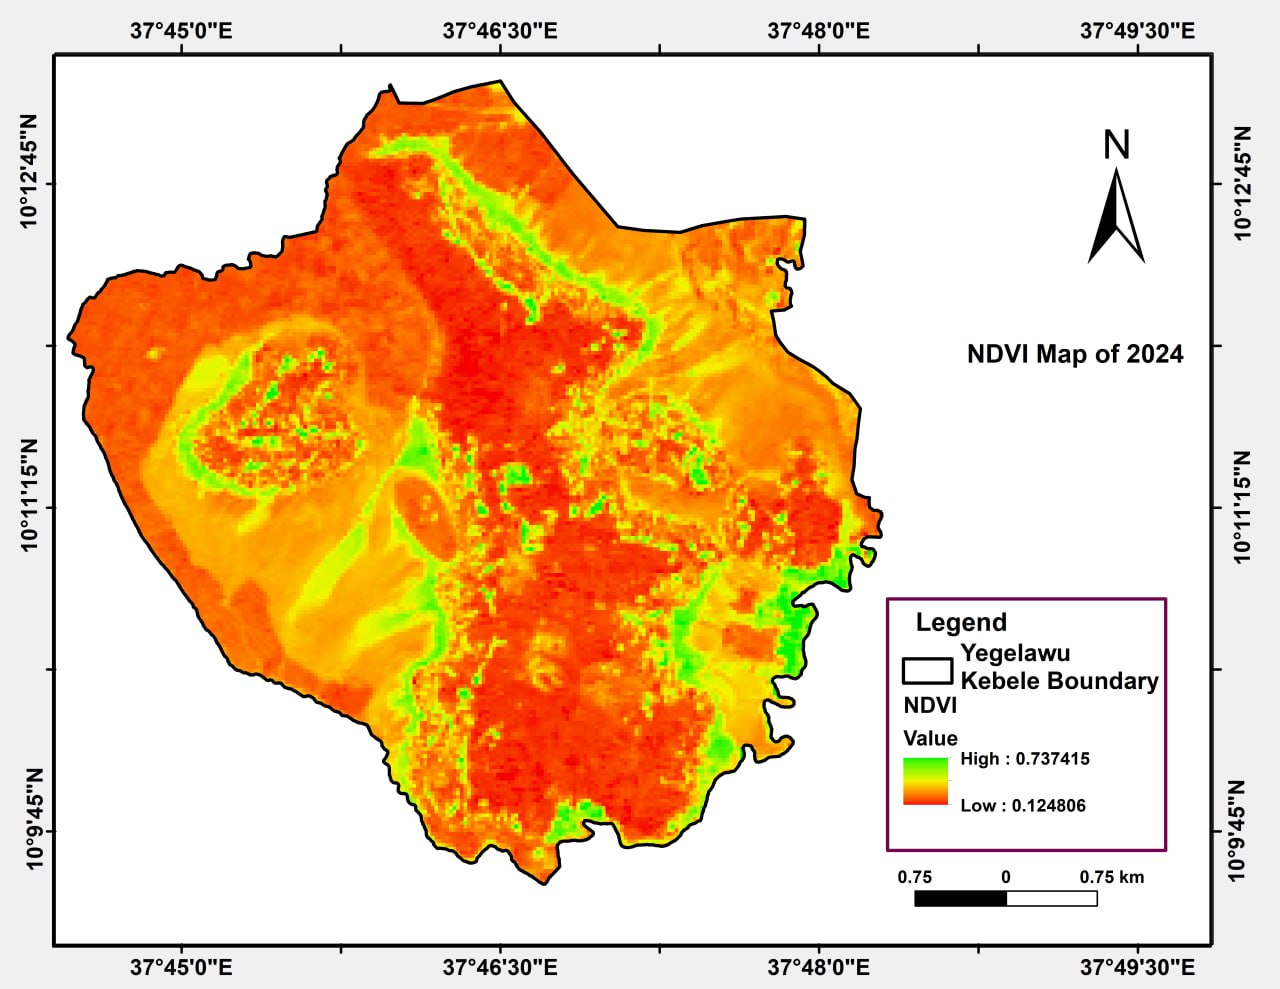 37°45'0"E 37°46'30"E 37°48'0"E 37°49'30"E
10°12'45"N
10°11'15"N
10°9'45"N
N
NDVI Map of 2024
10°12'45"N
10°11'15"N
10°9'45"N
Legend
Yegelawu
Kebele Boundary
NDVI
Value
High : 0.737415
Low : 0.124806
0.75 0 0.75 km
37°45'0"E 37°46'30"E 37°48'0"E 37°49'30"E